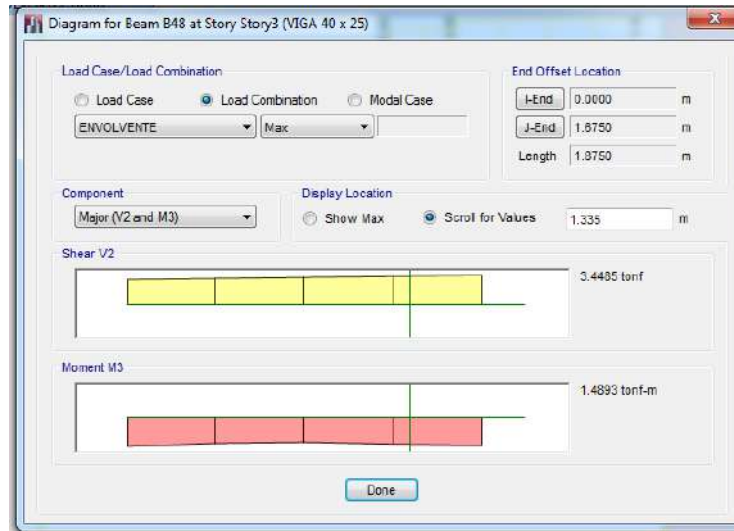 Diagram for Beam B48 at Story Story3 (VIGA 40 x 25)
Load Case/Load Combination
Load Case Load Combination Modal Case
ENVOLVENTE Max
End Offset Location
I-End 0.0000 m
J-End 1.6750 m
Length 1.8750 m
Component
Major (V2 and M3)
Display Location
Show Max Scroll for Values 1.335 m
Shear V2
3.4485 tonf
Moment M3
1.4893 tonf-m
Done